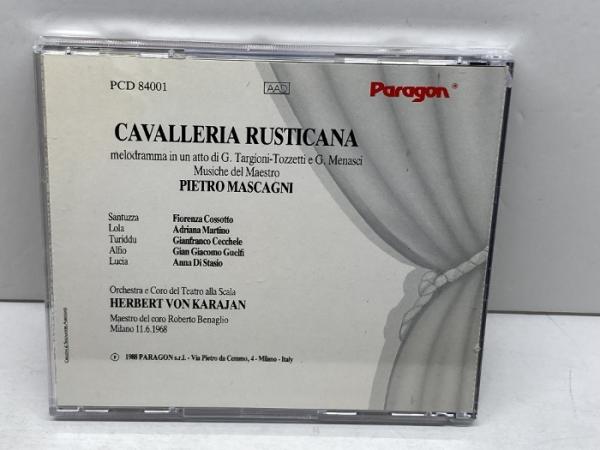 PCD 84001
AAD
Paragon®
CAVALLERIA RUSTICANA
melodramma in un atto di G. Targioni-Tozzetti e G. Menasci
Musiche del Maestro
PIETRO MASCAGNI
Santuzza Fiorenza Cossotto
Lola Adriana Martino
Turiddu Gianfranco Cecchele
Alfio Gian Giacomo Guelfi
Lucia Anna Di Stasio
Orchestra e Coro del Teatro alla Scala
HERBERT VON KARAJAN
Maestro del coro Roberto Benaglio
Milano 11.6.1968
℗ 1988 PARAGON s.r.l. - Via Pietro da Cemmo, 4 - Milano - Italy